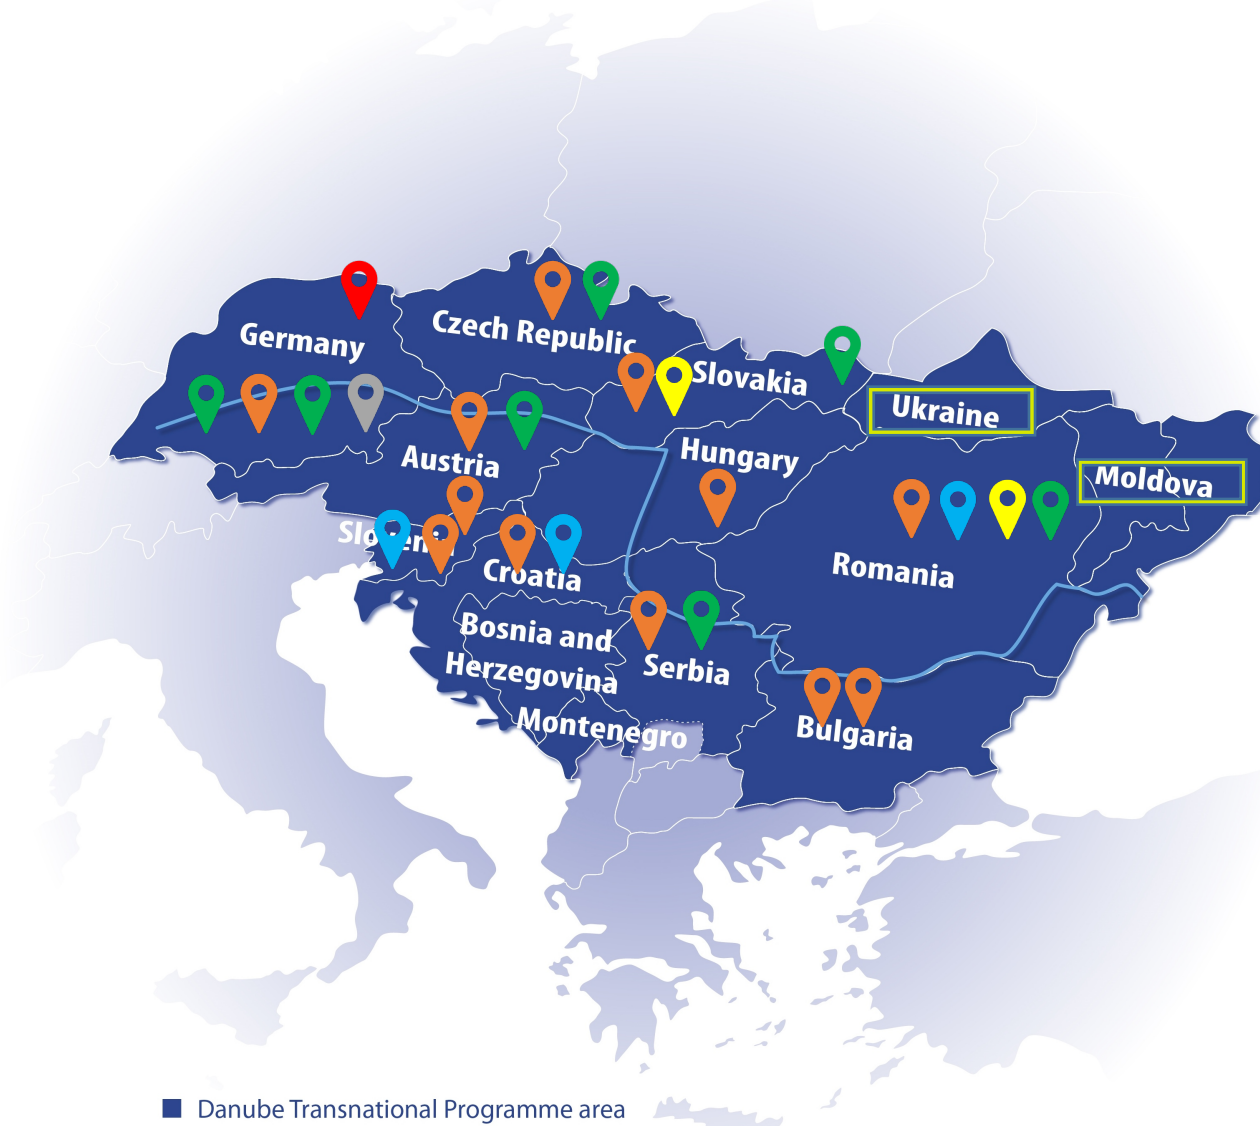 Germany
Czech Republic
Slovakia
Ukraine
Austria
Hungary
Moldova
Slovenia
Croatia
Romania
Bosnia and
Herzegovina
Serbia
Montenegro
Bulgaria
Danube Transnational Programme area